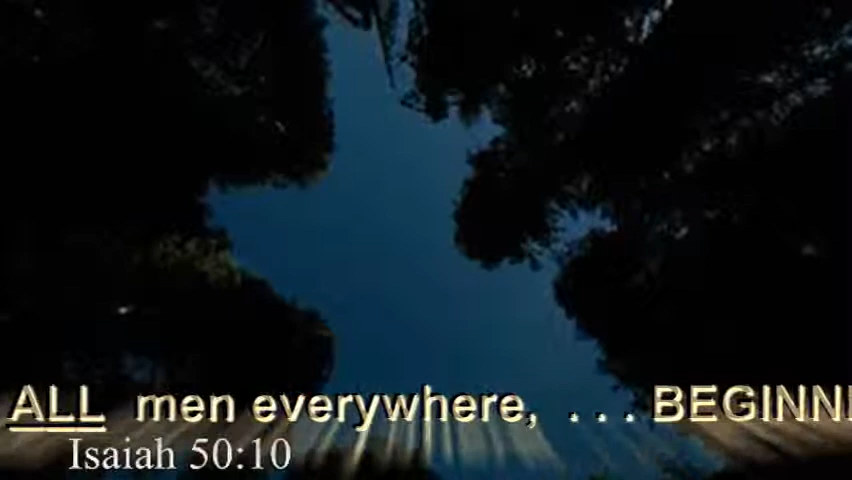 ALL men everywhere, . . . BEGINN
Isaiah 50:10